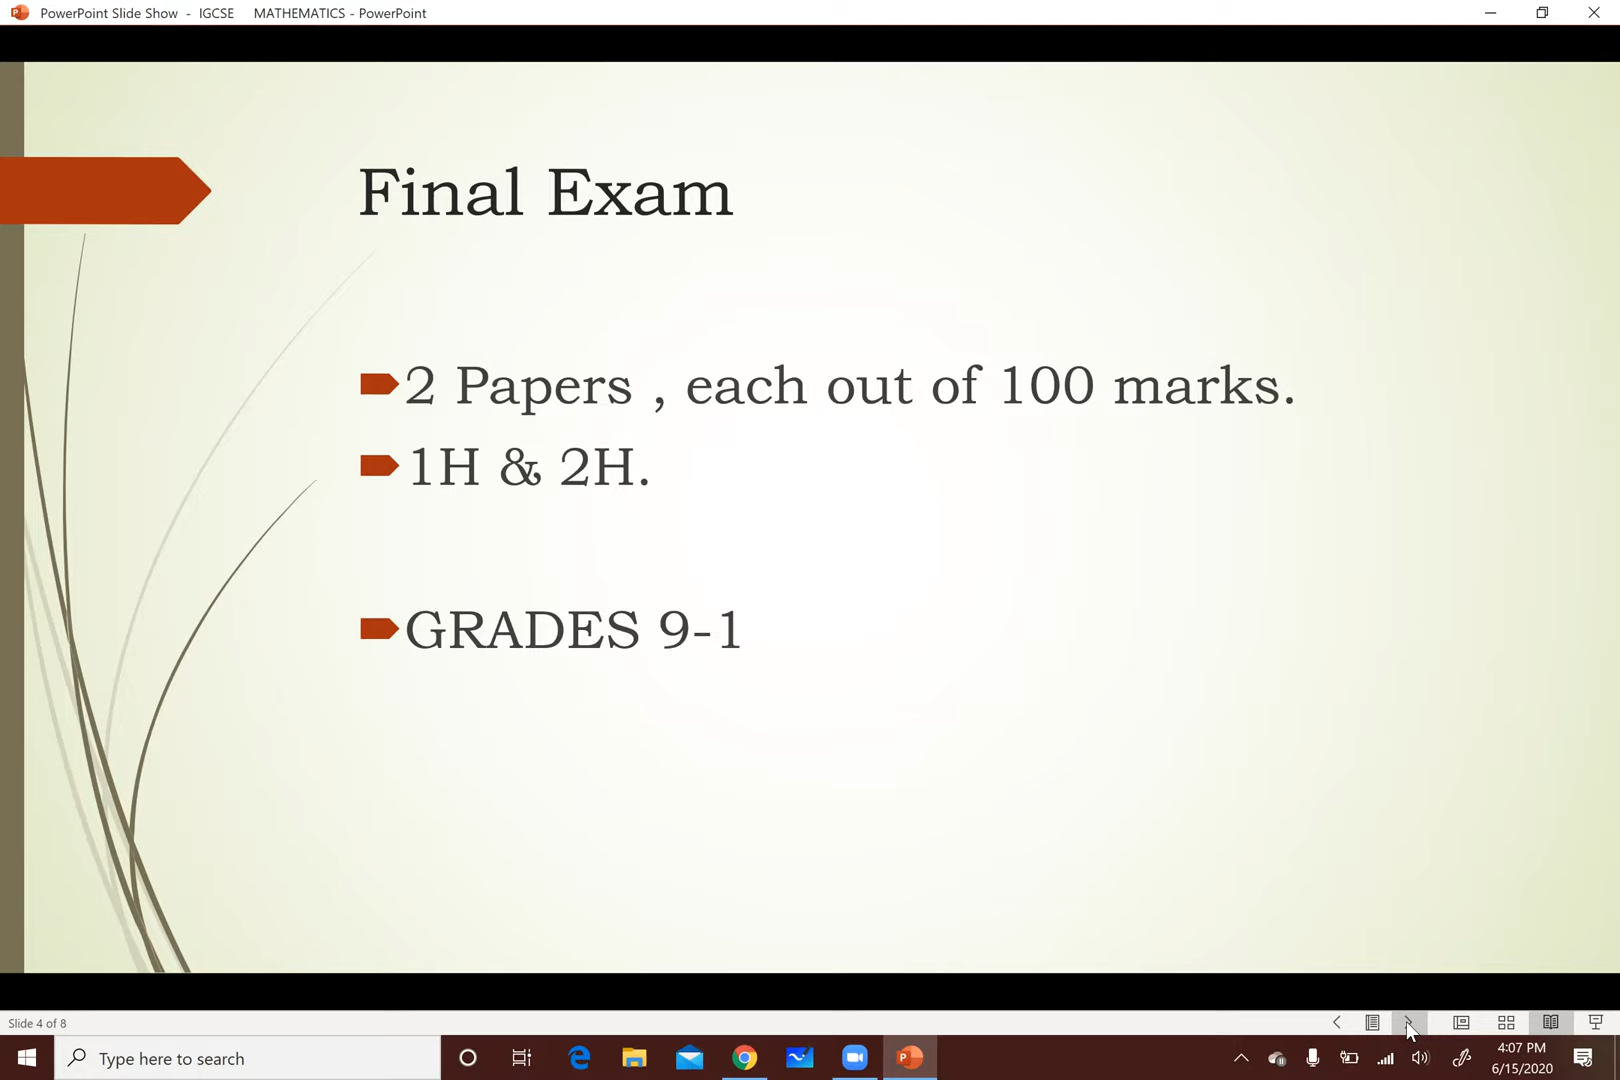 PowerPoint Slide Show - IGCSE MATHEMATICS - PowerPoint
Final Exam
2 Papers , each out of 100 marks.
1H & 2H.
GRADES 9-1
Slide 4 of 8
Type here to search
4:07 PM
6/15/2020